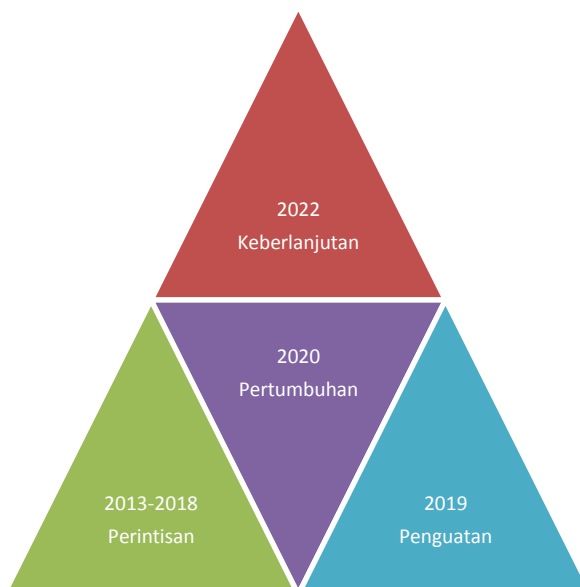 2022
Keberlanjutan
2020
Pertumbuhan
2013-2018
Perintisan
2019
Penguatan